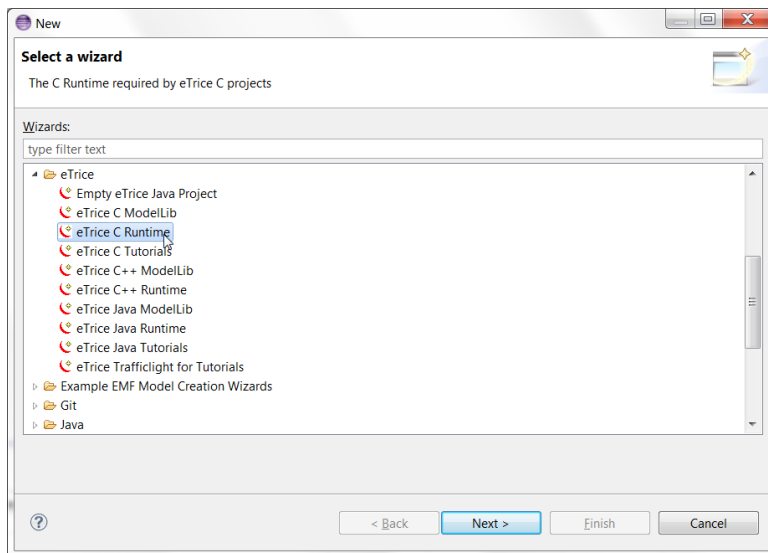 New
Select a wizard
The C Runtime required by eTrice C projects
Wizards:
type filter text
eTrice
Empty eTrice Java Project
eTrice C ModelLib
eTrice C Runtime
eTrice C Tutorials
eTrice C++ ModelLib
eTrice C++ Runtime
eTrice Java ModelLib
eTrice Java Runtime
eTrice Java Tutorials
eTrice Trafficlight for Tutorials
Example EMF Model Creation Wizards
Git
Java
?
< Back Next > Finish Cancel